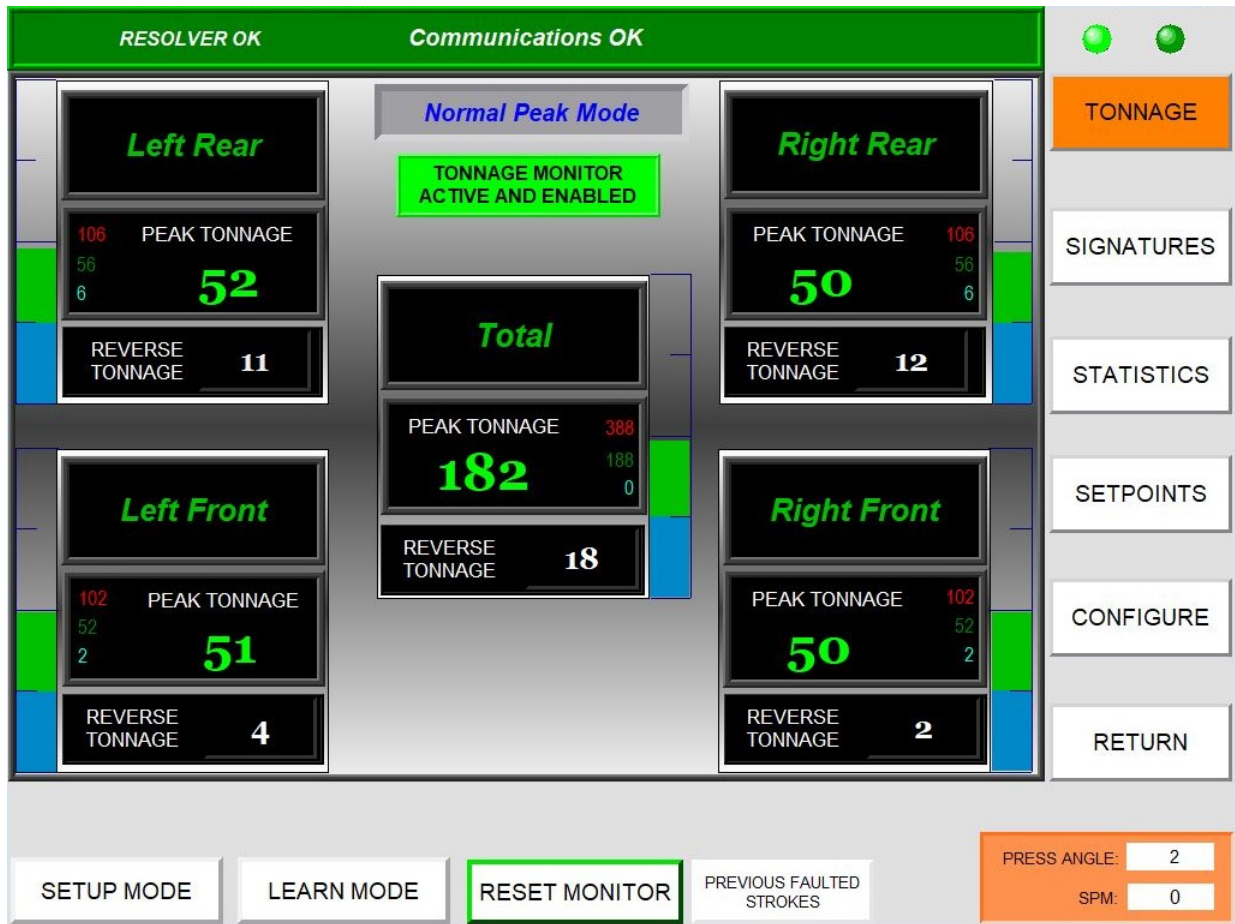 RESOLVER OK
Communications OK
Left Rear
106
PEAK TONNAGE
56
52
6
REVERSE
TONNAGE
11
Normal Peak Mode
TONNAGE MONITOR
ACTIVE AND ENABLED
Right Rear
PEAK TONNAGE
106
50
56
6
REVERSE
TONNAGE
12
Total
PEAK TONNAGE
388
182
188
0
REVERSE
TONNAGE
18
Left Front
102
PEAK TONNAGE
52
51
2
REVERSE
TONNAGE
4
Right Front
PEAK TONNAGE
102
50
52
2
REVERSE
TONNAGE
2
TONNAGE
SIGNATURES
STATISTICS
SETPOINTS
CONFIGURE
RETURN
SETUP MODE
LEARN MODE
RESET MONITOR
PREVIOUS FAULTED
STROKES
PRESS ANGLE:
2
SPM:
0